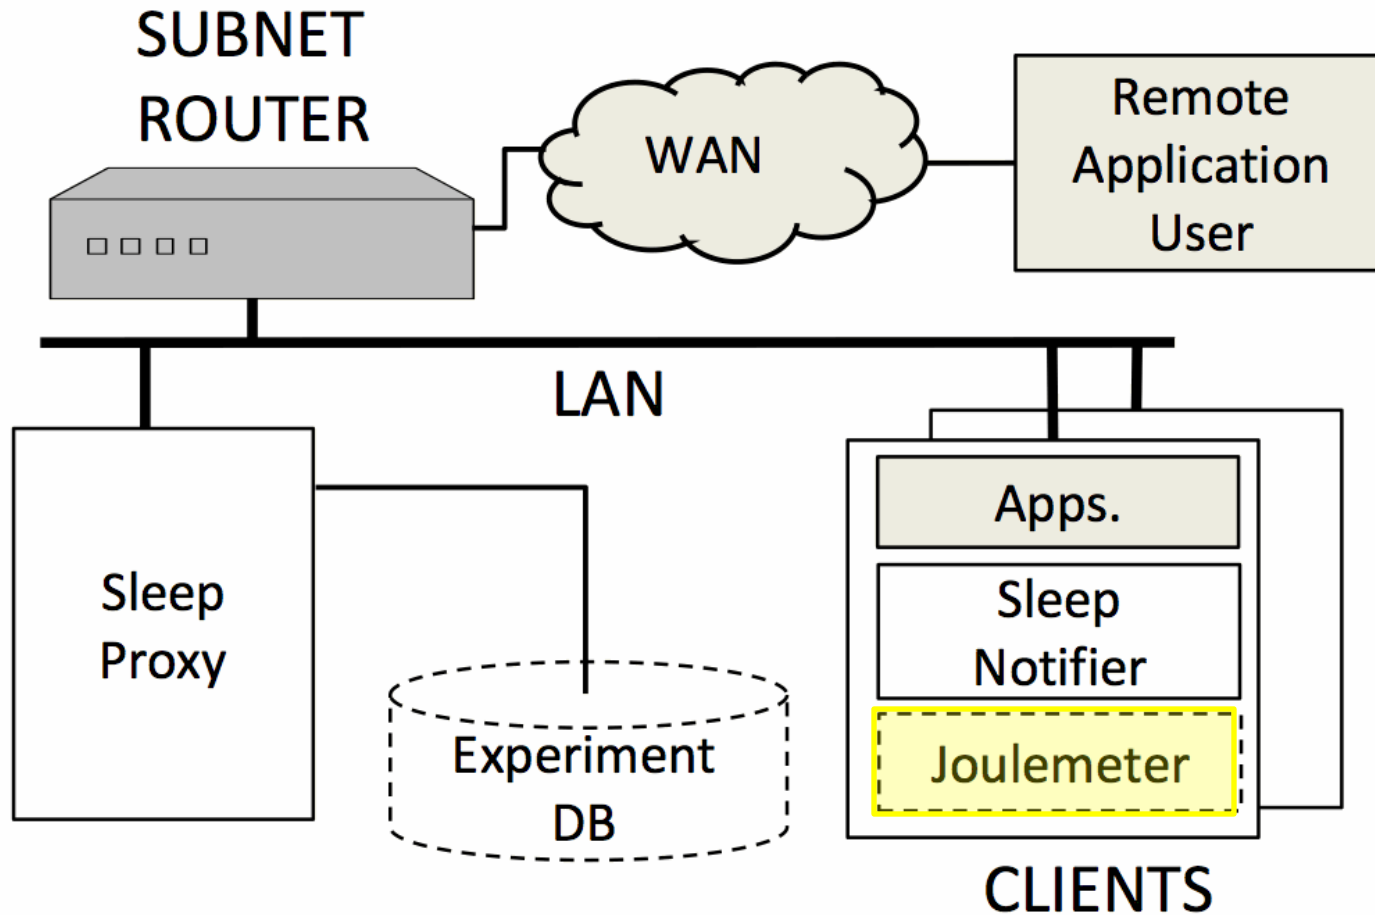 SUBNET
ROUTER
WAN
Remote
Application
User
LAN
Sleep
Proxy
Experiment
DB
Apps.
Sleep
Notifier
Joulemeter
CLIENTS